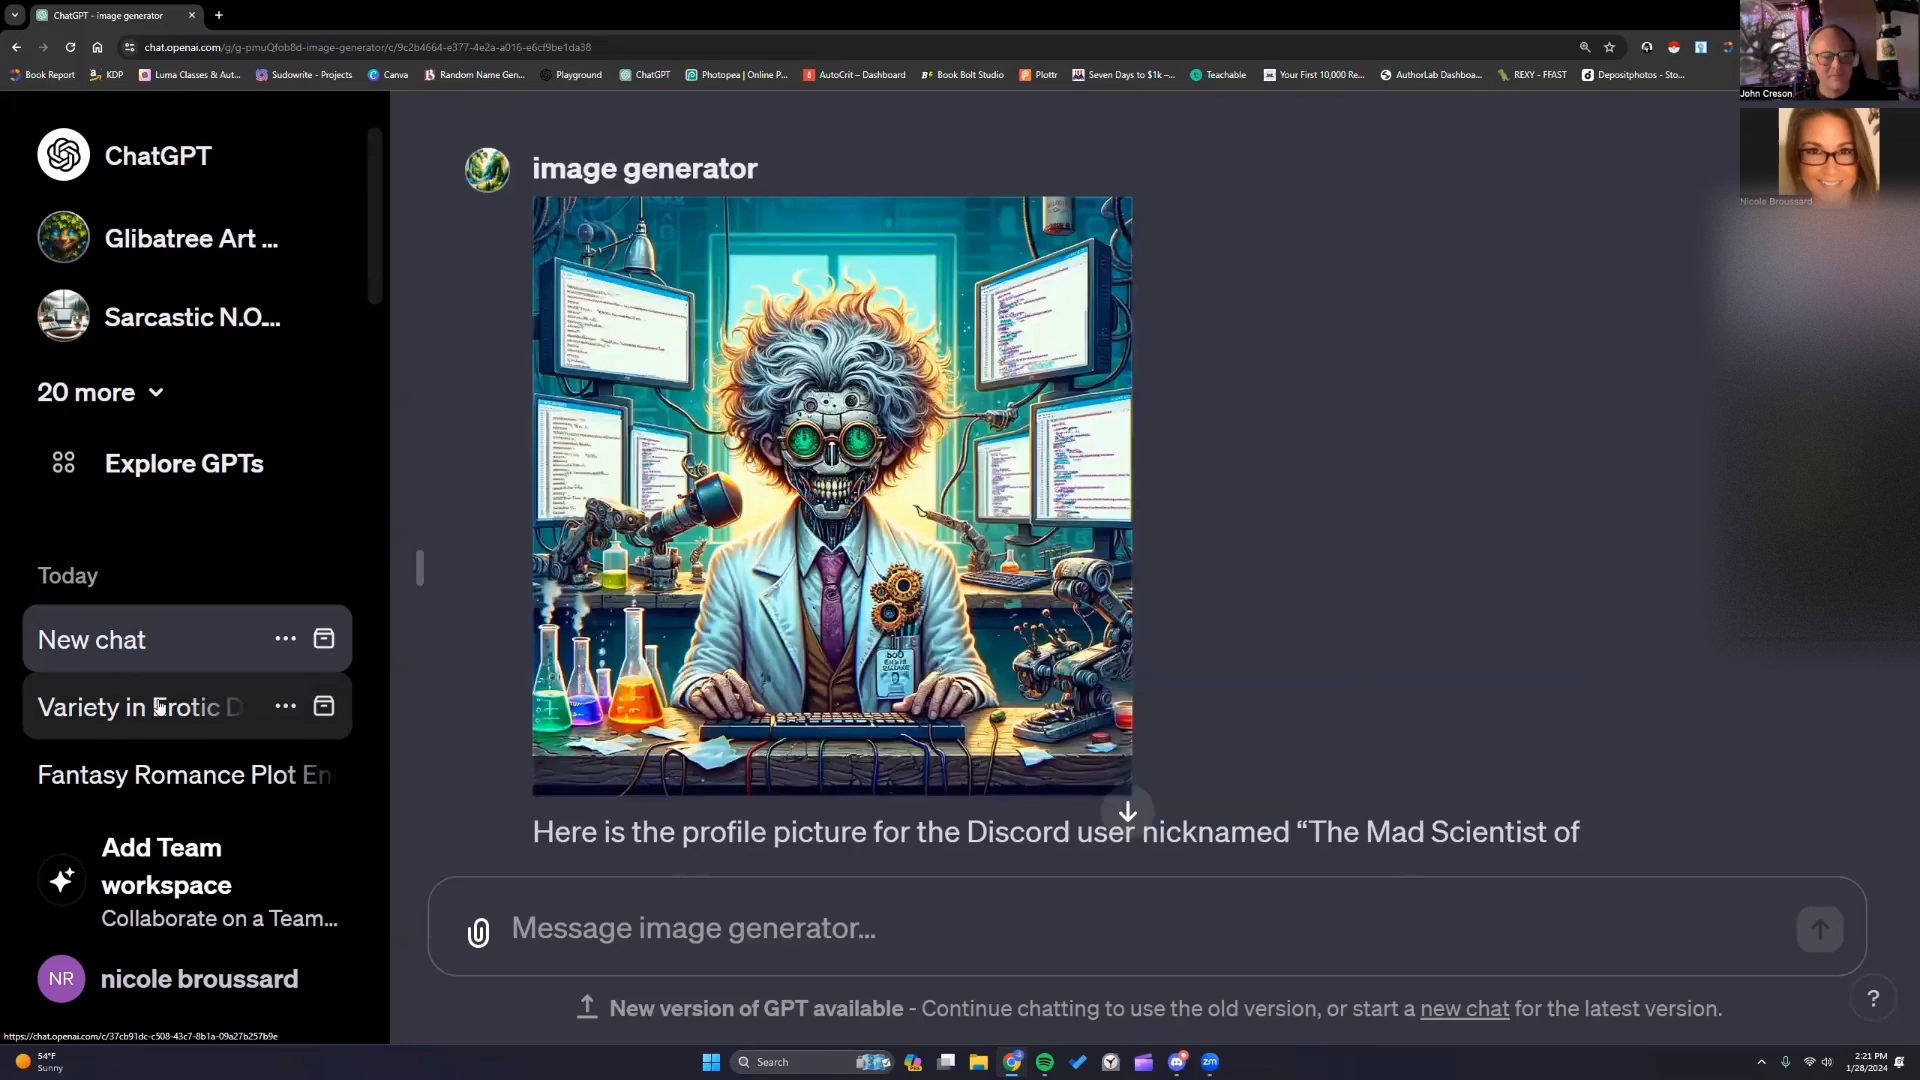 ChatGPT - image generator
chat.openai.com/g/g-pmuQfob8d-image-generator/c/9c2b4664-e377-4e2a-a016-e6cf9be1da38
Book Report
KDP
Luma Classes & Aut...
Sudowrite - Projects
Canva
Random Name Gen...
Playground
ChatGPT
Photopea | Online P...
AutoCrit – Dashboard
Book Bolt Studio
Plottr
Seven Days to $1k –...
Teachable
Your First 10,000 Re...
AuthorLab Dashboa...
REXY - FFAST
Depositphotos - Sto...
John Creson
Nicole Broussard
ChatGPT
Glibatree Art ...
Sarcastic N.O....
20 more
Explore GPTs
Today
New chat
Variety in Erotic D
Fantasy Romance Plot En
Add Team
workspace
Collaborate on a Team...
NR
nicole broussard
image generator
Here is the profile picture for the Discord user nicknamed “The Mad Scientist of
Message image generator...
New version of GPT available - Continue chatting to use the old version, or start a new chat for the latest version.
?
https://chat.openai.com/c/37cb91dc-c508-43c7-8b1a-09a27b257b9e
54°F
Sunny
Search
2:21 PM
1/28/2024